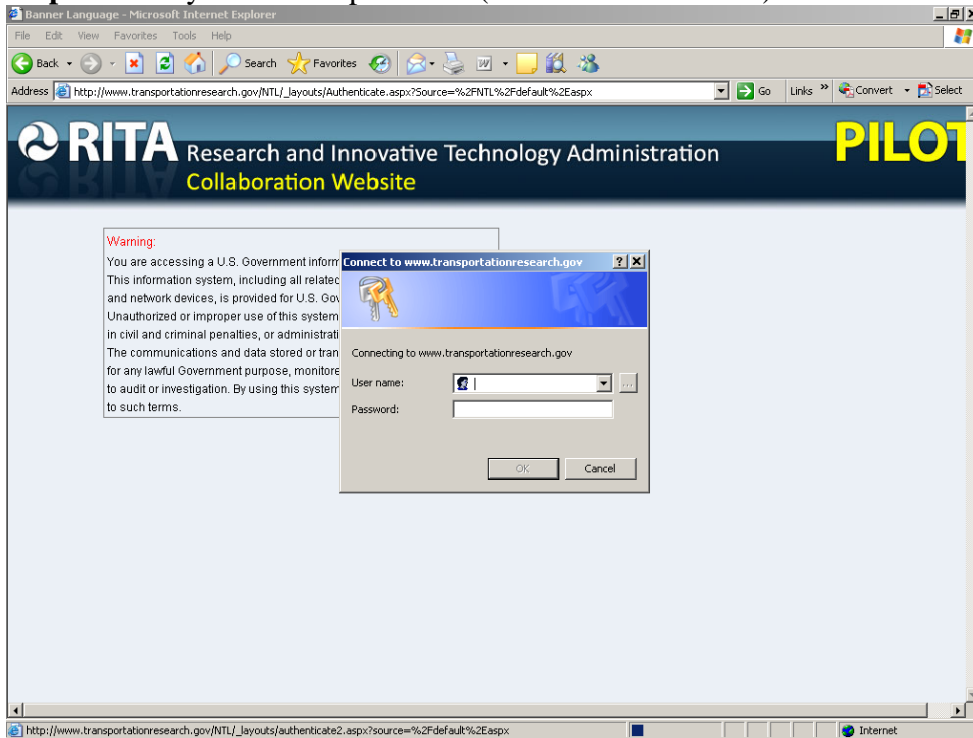 Banner Language - Microsoft Internet Explorer
File Edit View Favorites Tools Help
Back Search Favorites
Address http://www.transportationresearch.gov/NTL/_layouts/Authenticate.aspx?Source=%2FNTL%2Fdefault%2Easpx Go Links » Convert Select
RITA Research and Innovative Technology Administration PILOT
Collaboration Website
Warning:
You are accessing a U.S. Government inform
This information system, including all related
and network devices, is provided for U.S. Gov
Unauthorized or improper use of this system
in civil and criminal penalties, or administrati
The communications and data stored or tran
for any lawful Government purpose, monitore
to audit or investigation. By using this system
to such terms.
Connect to www.transportationresearch.gov
Connecting to www.transportationresearch.gov
User name:
...
Password:
OK Cancel
http://www.transportationresearch.gov/NTL/_layouts/authenticate2.aspx?source=%2Fdefault%2Easpx Internet